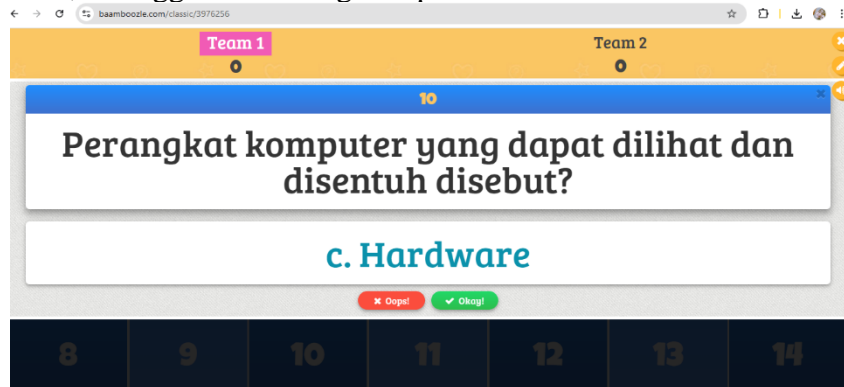 baamboozle.com/classic/3976256
Team 1
Team 2
0
0
10
Perangkat komputer yang dapat dilihat dan
disentuh disebut?
c. Hardware
Oops!
Okay!
8 9 10 11 12 13 14